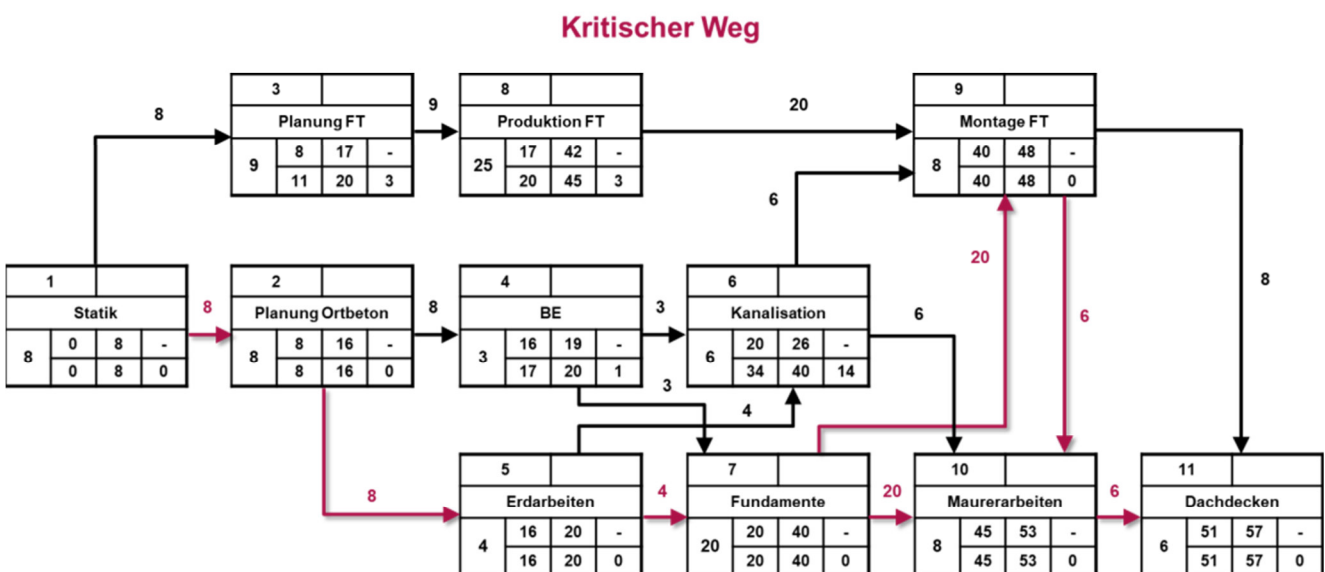 Kritischer Weg
3
Planung FT
9 8 17 -
11 20 3
8
Produktion FT
25 17 42 -
20 45 3
9
Montage FT
8 40 48 -
40 48 0
8
9
20
6
20
6
8
1
Statik
8 0 8 -
0 8 0
8
2
Planung Ortbeton
8 8 16 -
8 16 0
8
4
BE
3 16 19 -
17 20 1
3
6
Kanalisation
6 20 26 -
34 40 14
6
3
4
8
5
Erdarbeiten
4 16 20 -
16 20 0
4
7
Fundamente
20 20 40 -
20 40 0
20
10
Maurerarbeiten
8 45 53 -
45 53 0
6
11
Dachdecken
6 51 57 -
51 57 0